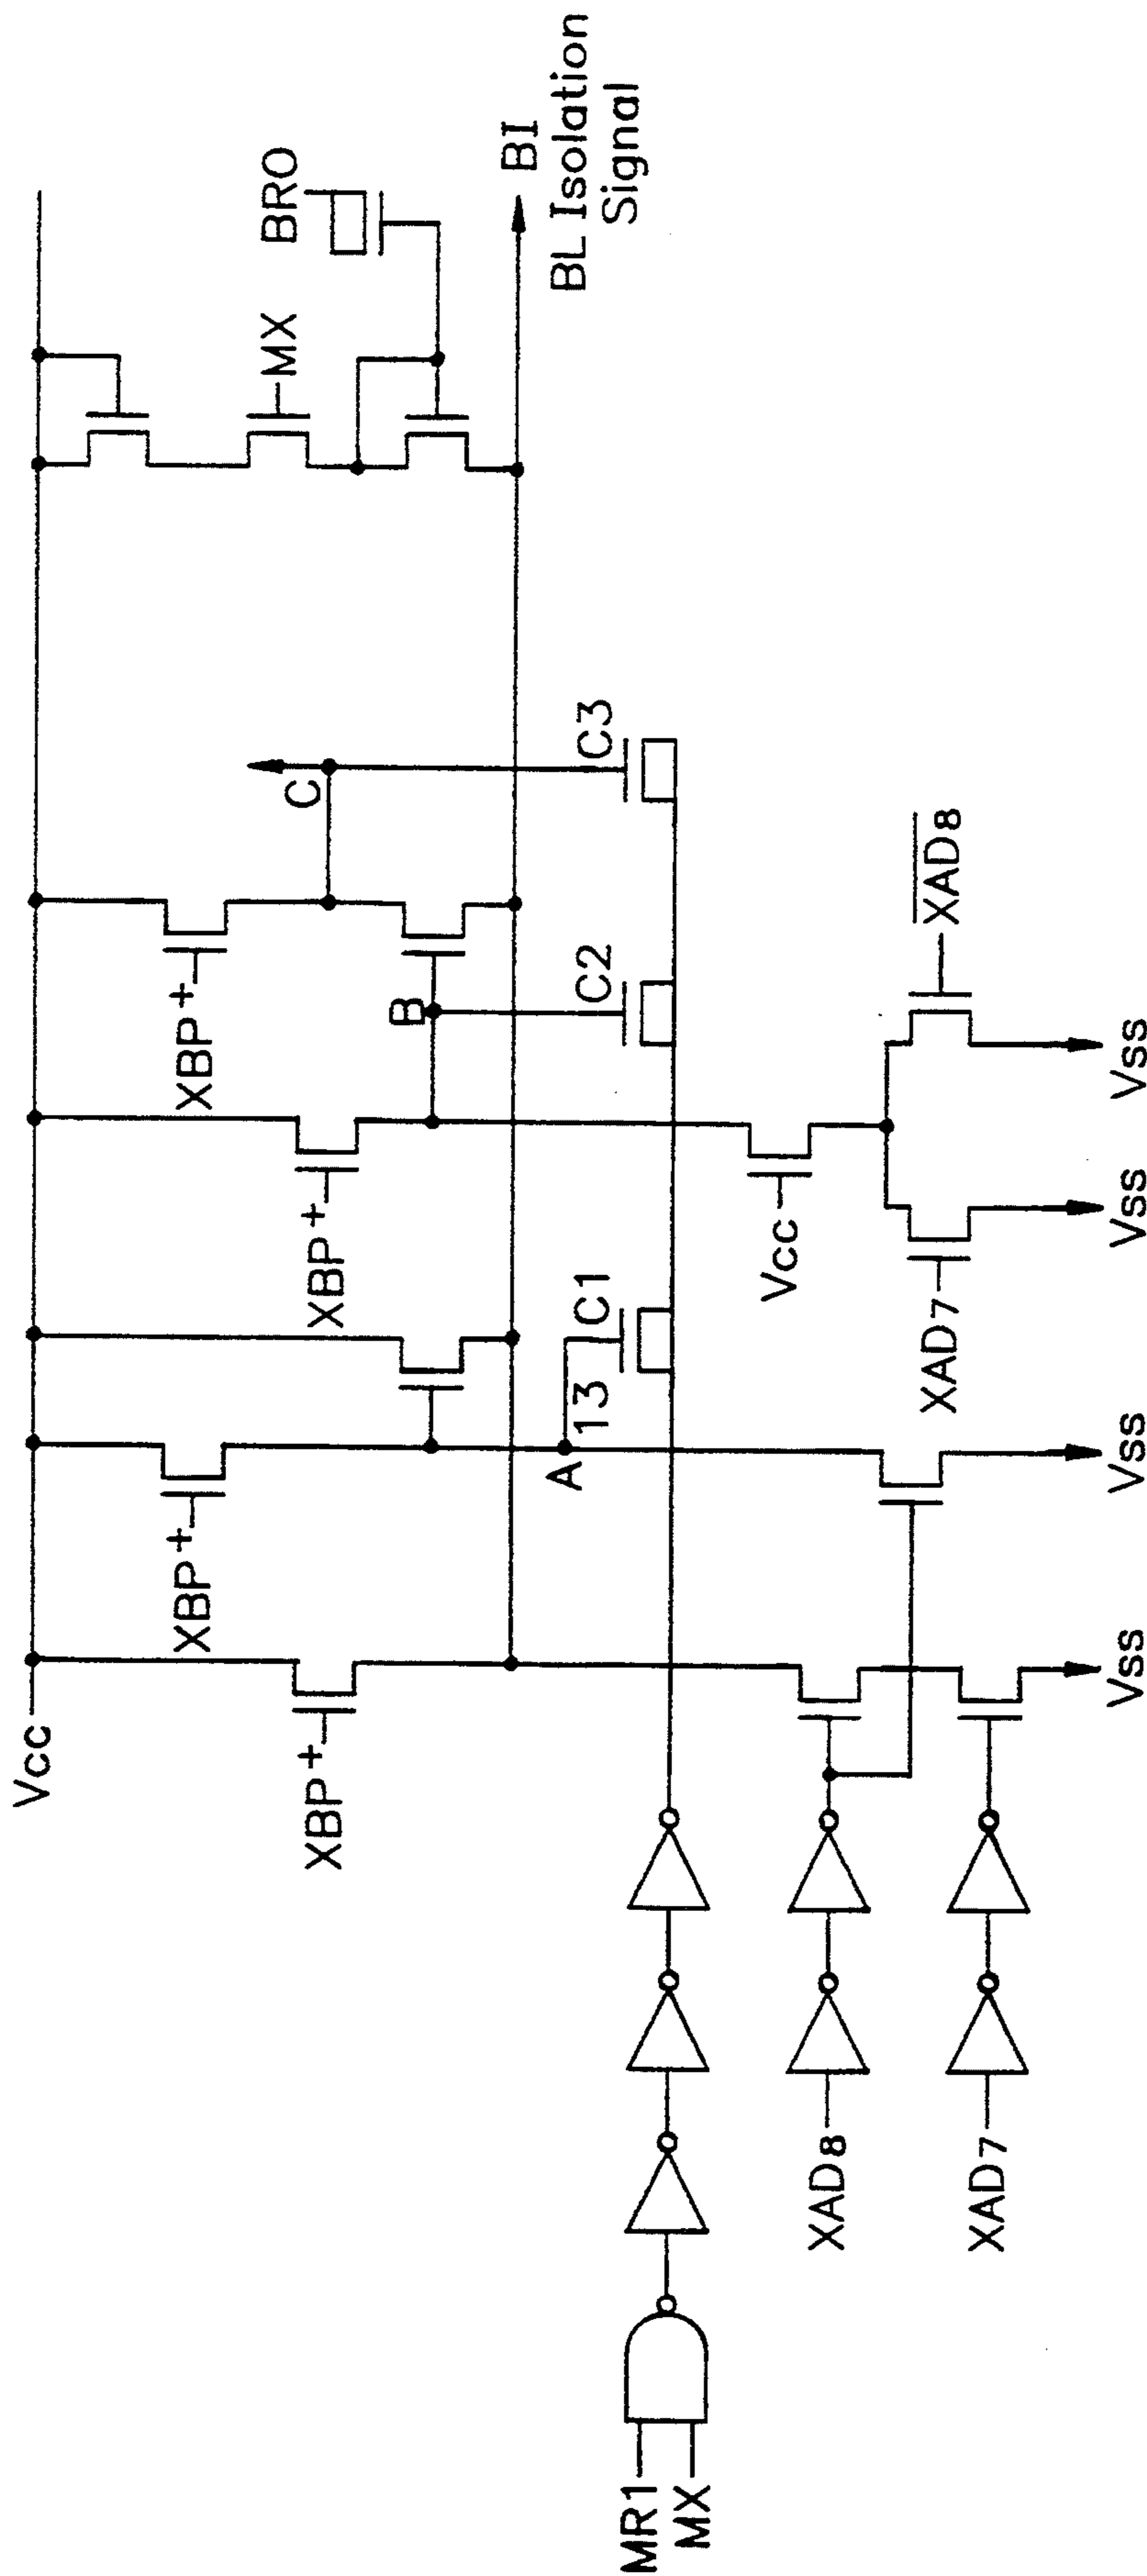 Vcc
XBP+
XBP+
XBP+
XBP+
MX
BRO
C
B
BI
BL Isolation
Signal
A
13
C1
C2
C3
MR1
MX
Vcc
XAD8
XAD7
XAD7
XAD8
Vss
Vss
Vss
Vss